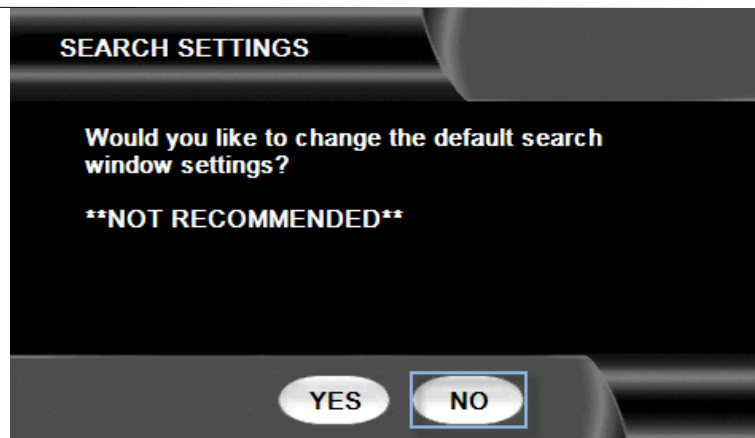 SEARCH SETTINGS
Would you like to change the default search
window settings?
**NOT RECOMMENDED**
YES NO